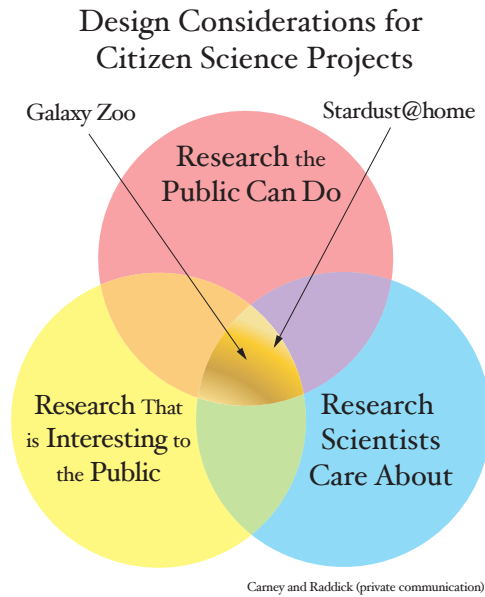 Design Considerations for
Citizen Science Projects
Galaxy Zoo
Stardust@home
Research the
Public Can Do
Research That
is Interesting to
the Public
Research
Scientists
Care About
Carney and Raddick (private communication)